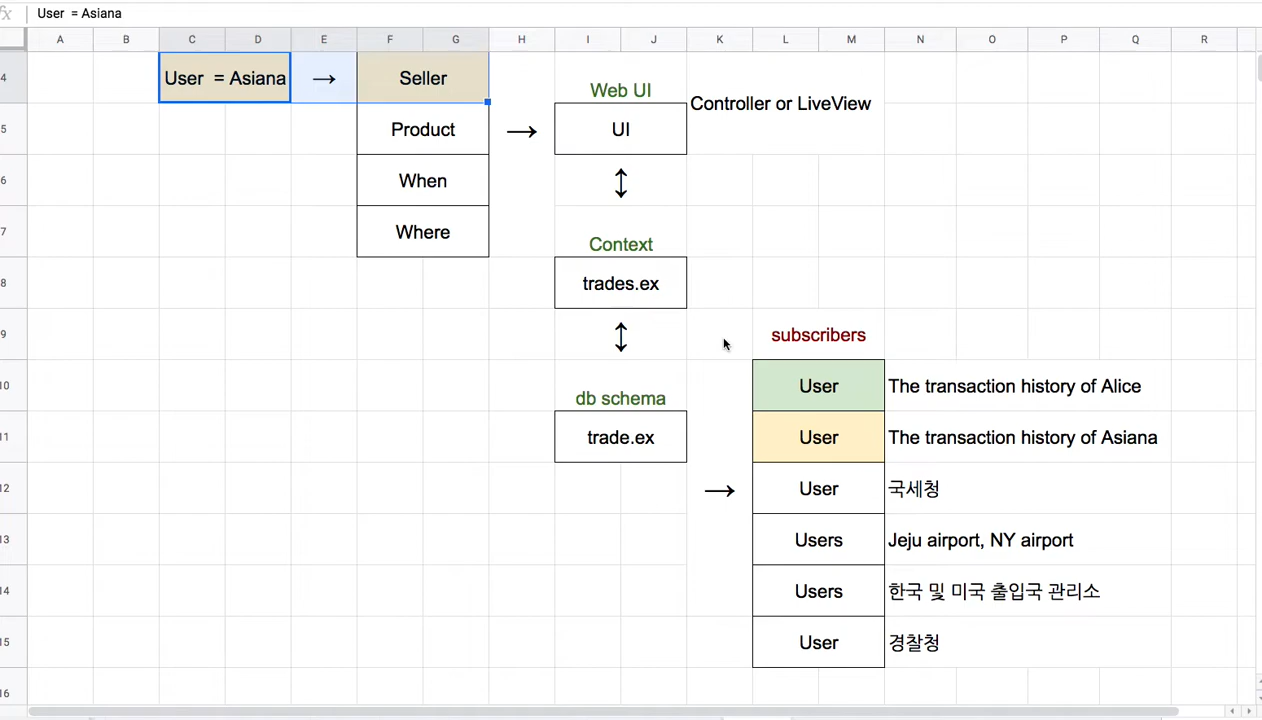 fx User  = Asiana
A B C D E F G H I J K L M N O P Q R
4 User  = Asiana → Seller
Web UI
Controller or LiveView
5 Product → UI
6 When ↕
7 Where
Context
8 trades.ex
9 ↕ subscribers
10 User The transaction history of Alice
db schema
11 trade.ex User The transaction history of Asiana
12 → User 국세청
13 Users Jeju airport, NY airport
14 Users 한국 및 미국 출입국 관리소
15 User 경찰청
16